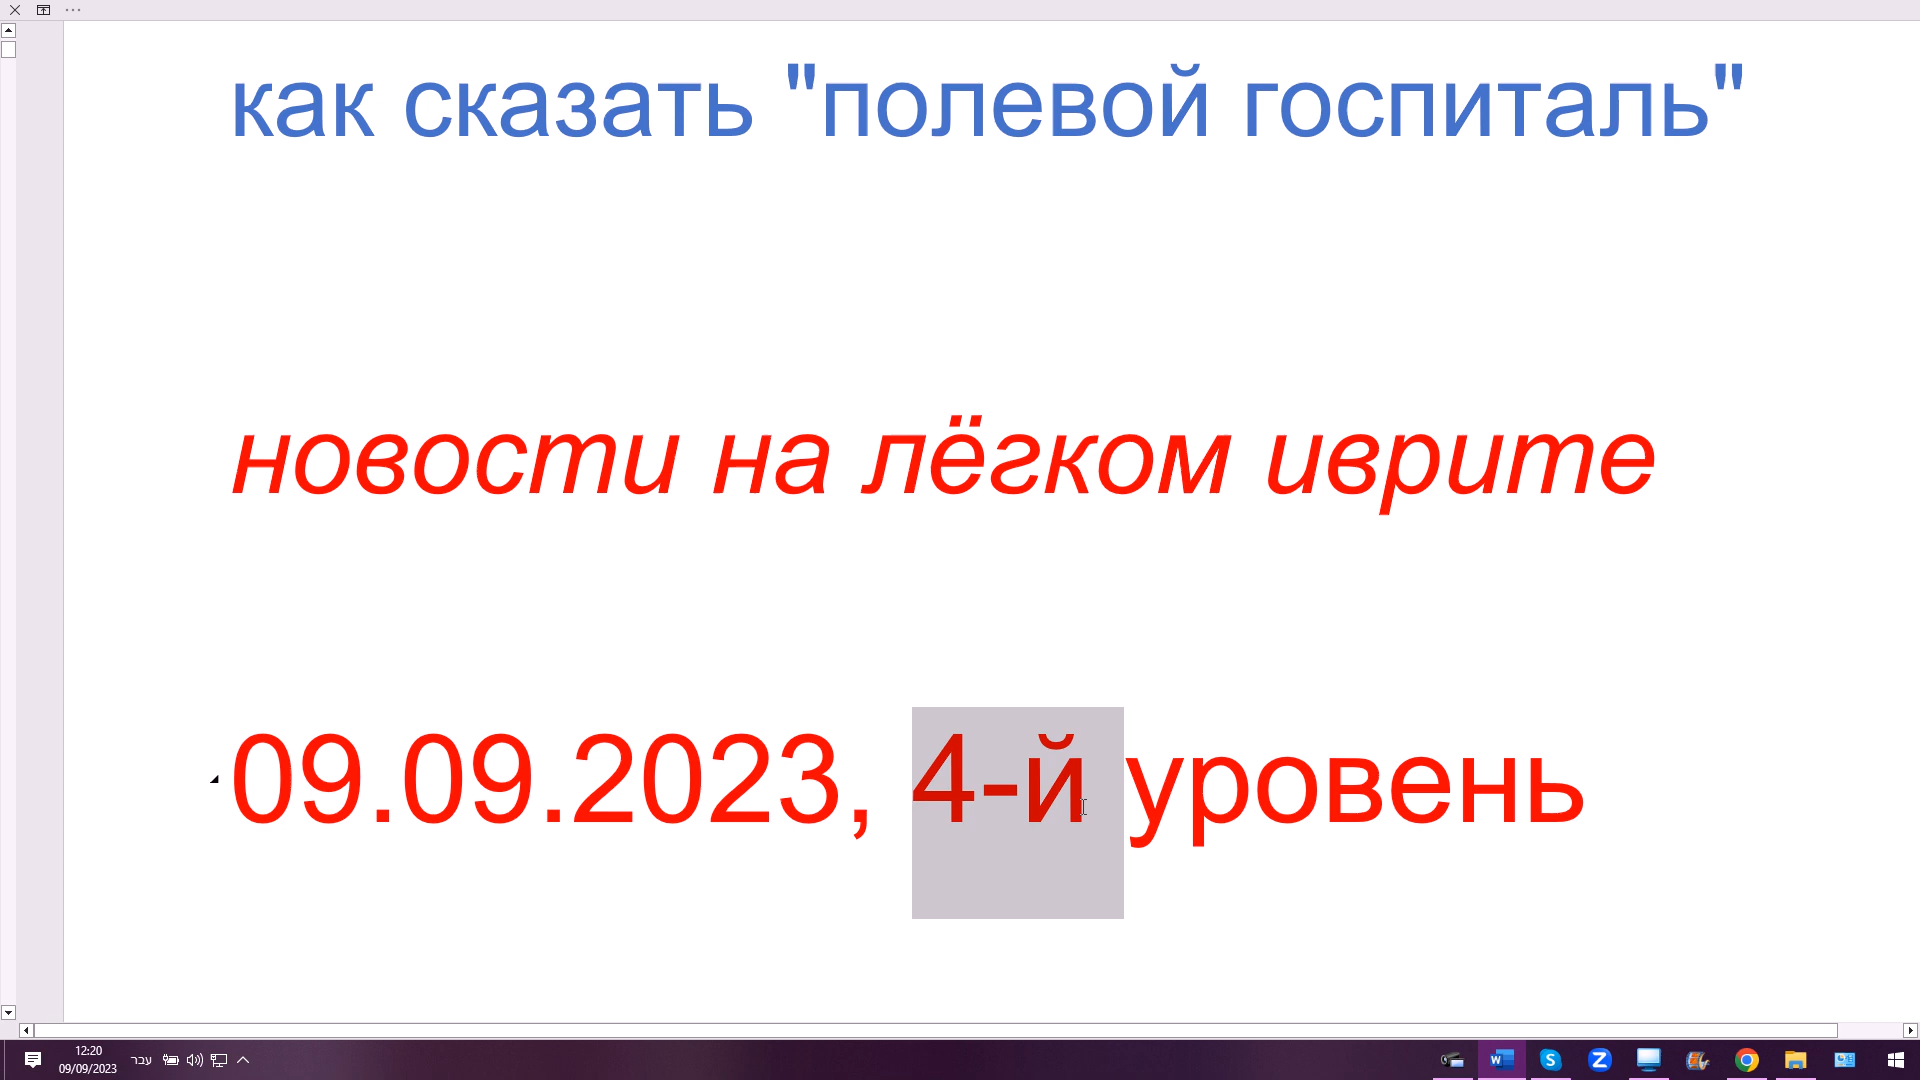 как сказать "полевой госпиталь"
новости на лёгком иврите
09.09.2023, 4-й уровень
12:20
09/09/2023
עבר